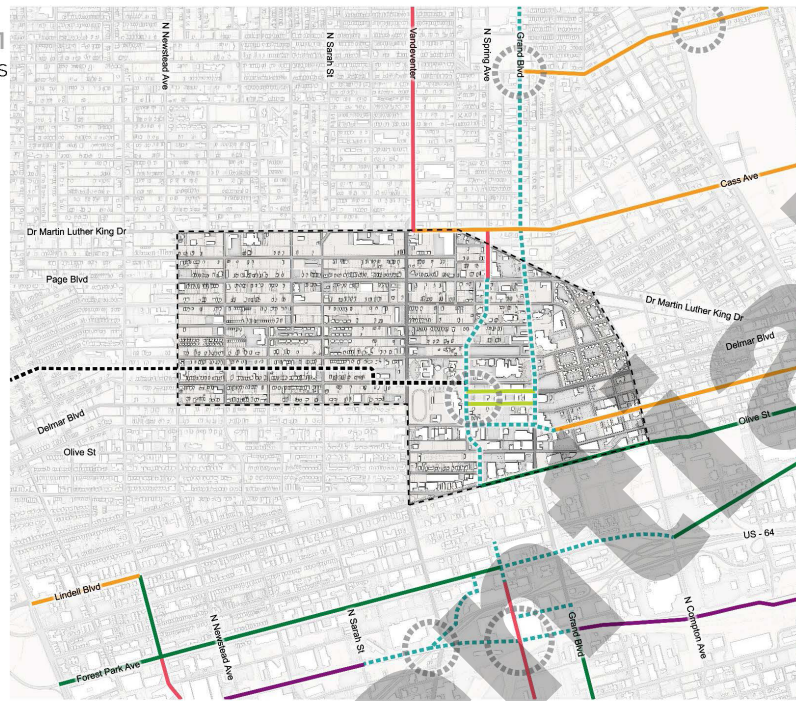 N Newstead Ave
N Sarah St
Vandeventer
N Spring Ave
Grand Blvd
S
Cass Ave
Dr Martin Luther King Dr
Page Blvd
Dr Martin Luther King Dr
Delmar Blvd
Delmar Blvd
Olive St
Olive St
US - 64
Lindell Blvd
N Newstead Ave
N Sarah St
Grand Blvd
N Compton Ave
Forest Park Ave